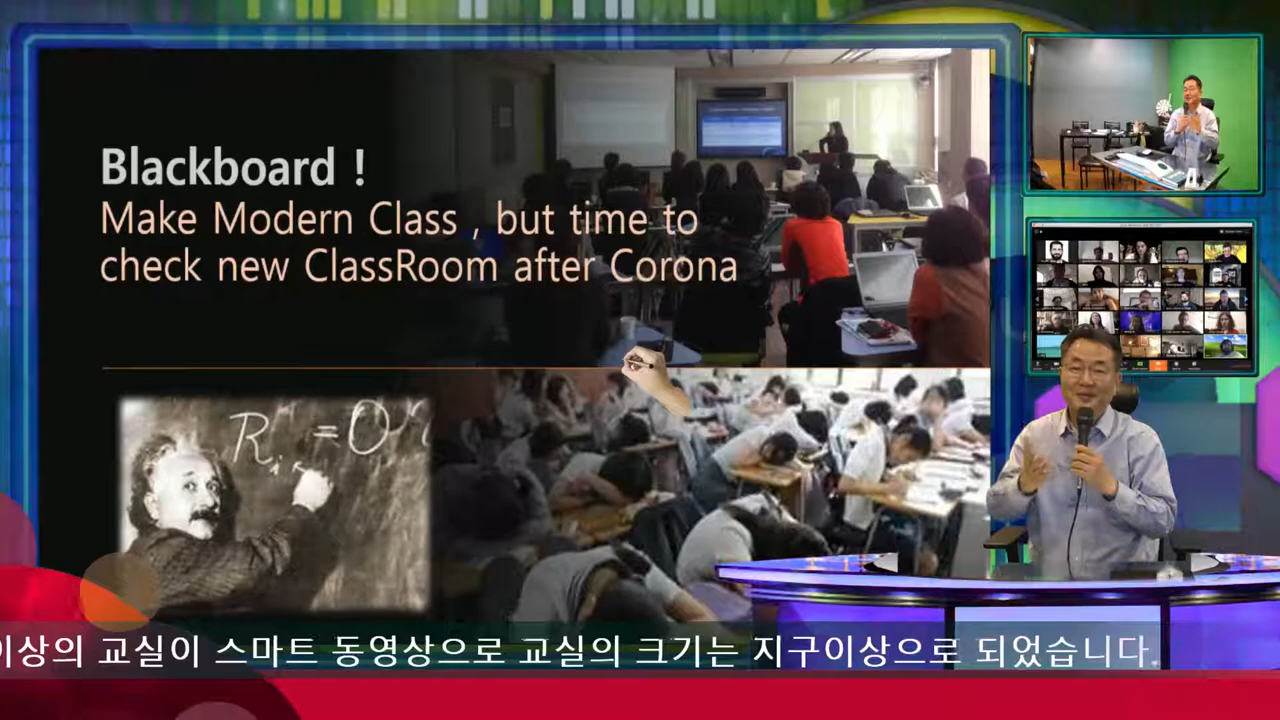 Blackboard !
Make Modern Class , but time to
check new ClassRoom after Corona
이상의 교실이 스마트 동영상으로 교실의 크기는 지구이상으로 되었습니다.